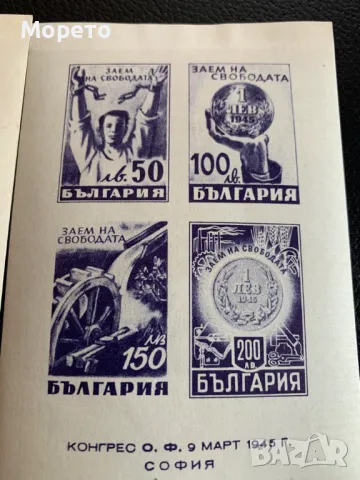 Морето
ЗАЕМ НА
СВОБОДАТА
лв. 50
БЪЛГАРИЯ
ЗАЕМ НА
СВОБОДАТА
1
ЛЕВ
1945
100 лв.
БЪЛГАРИЯ
ЗАЕМ НА
СВОБОДАТА
лв
150
БЪЛГАРИЯ
ЗАЕМ НА СВОБОДАТА
1
ЛЕВ
1945
200
ЛВ.
БЪЛГАРИЯ
КОНГРЕС О. Ф. 9 МАРТ 1945 Г.
СОФИЯ
bazar